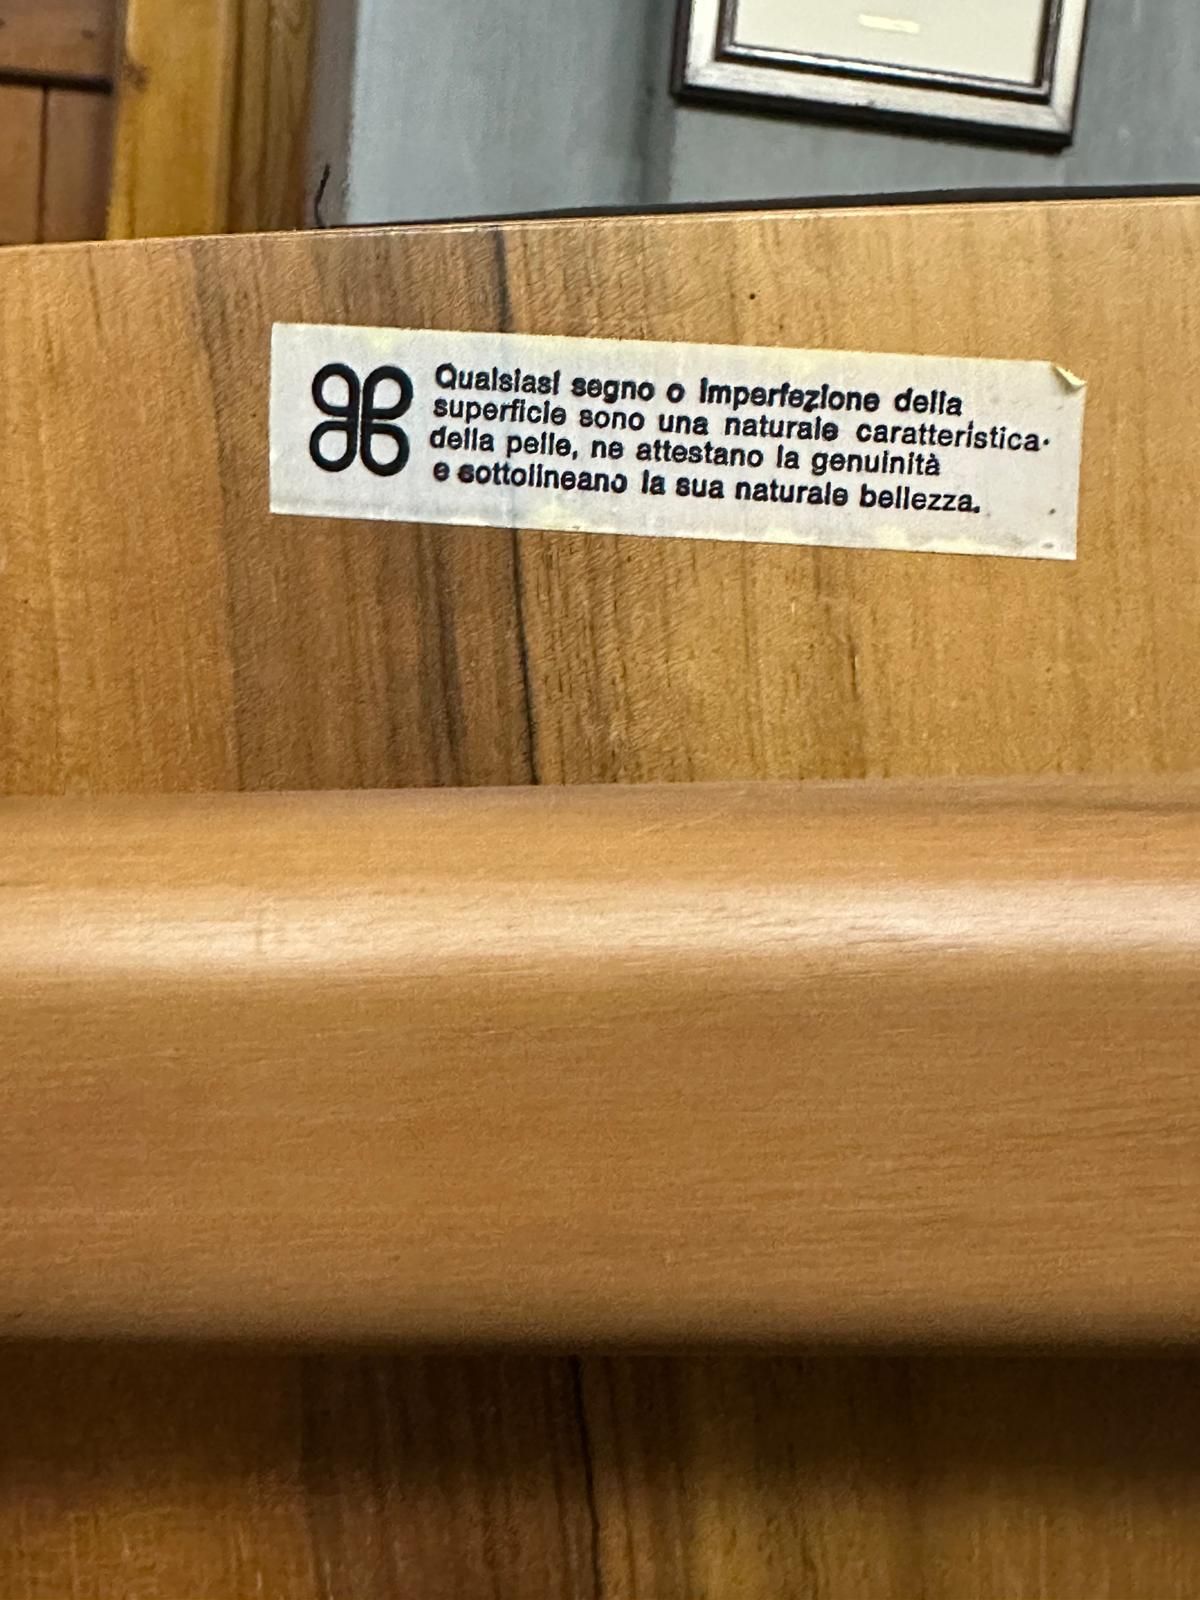 Qualsiasi segno o imperfezione della
superficie sono una naturale caratteristica.
della pelle, ne attestano la genuinità
e sottolineano la sua naturale bellezza.